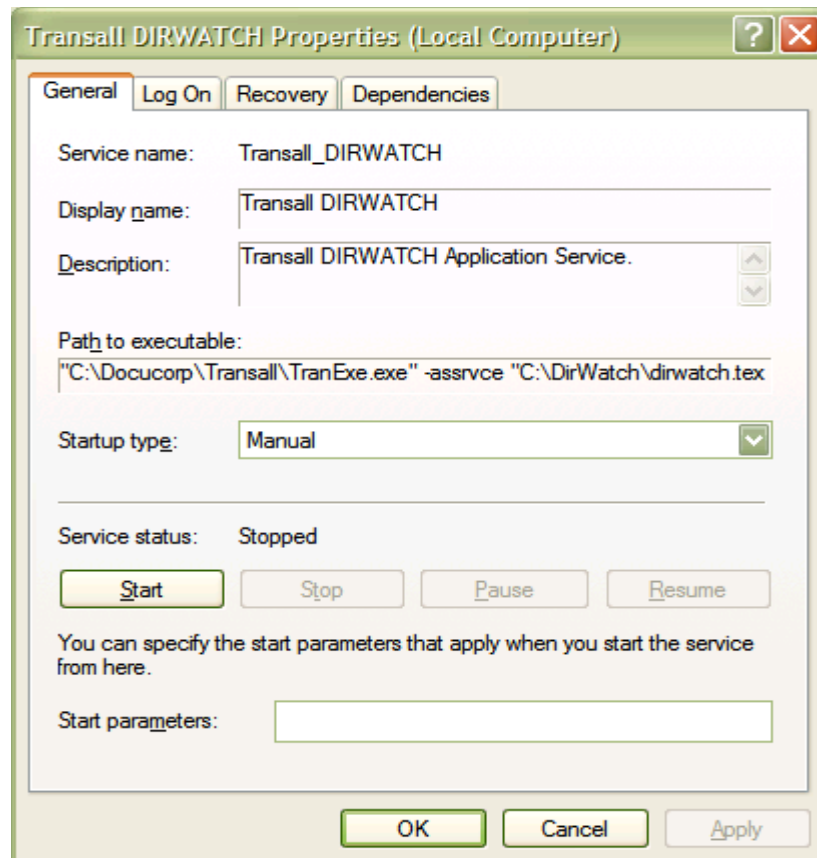 Transall DIRWATCH Properties (Local Computer)
General Log On Recovery Dependencies
Service name: Transall_DIRWATCH
Display name: Transall DIRWATCH
Description: Transall DIRWATCH Application Service.
Path to executable:
"C:\Docucorp\Transall\TranExe.exe" -assrvce "C:\DirWatch\dirwatch.tex
Startup type: Manual
Service status: Stopped
Start Stop Pause Resume
You can specify the start parameters that apply when you start the service
from here.
Start parameters:
OK Cancel Apply